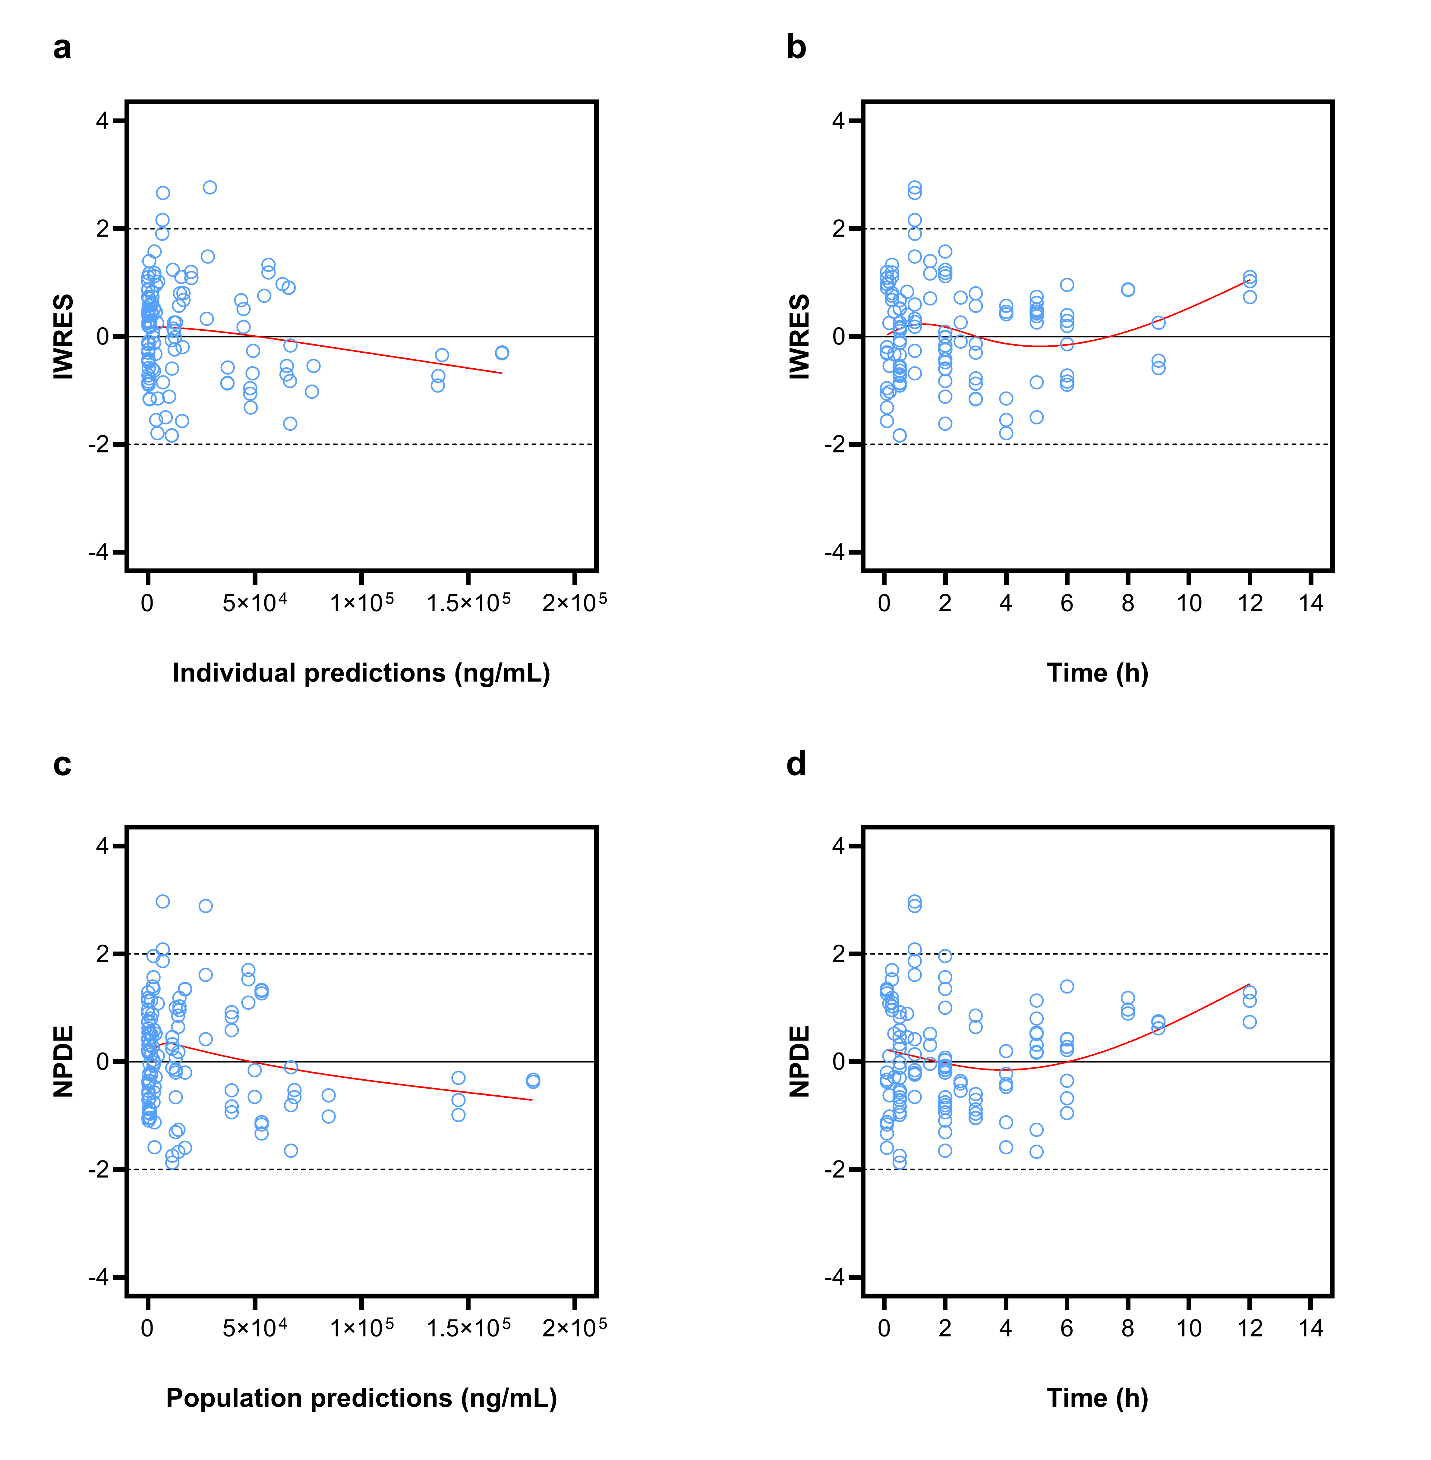 a
b
4
2
0
-2
-4
IWRES
0
5×10⁴
1×10⁵
1.5×10⁵
2×10⁵
Individual predictions (ng/mL)
4
2
0
-2
-4
IWRES
0 2 4 6 8 10 12 14
Time (h)
c
d
4
2
0
-2
-4
NPDE
0
5×10⁴
1×10⁵
1.5×10⁵
2×10⁵
Population predictions (ng/mL)
4
2
0
-2
-4
NPDE
0 2 4 6 8 10 12 14
Time (h)